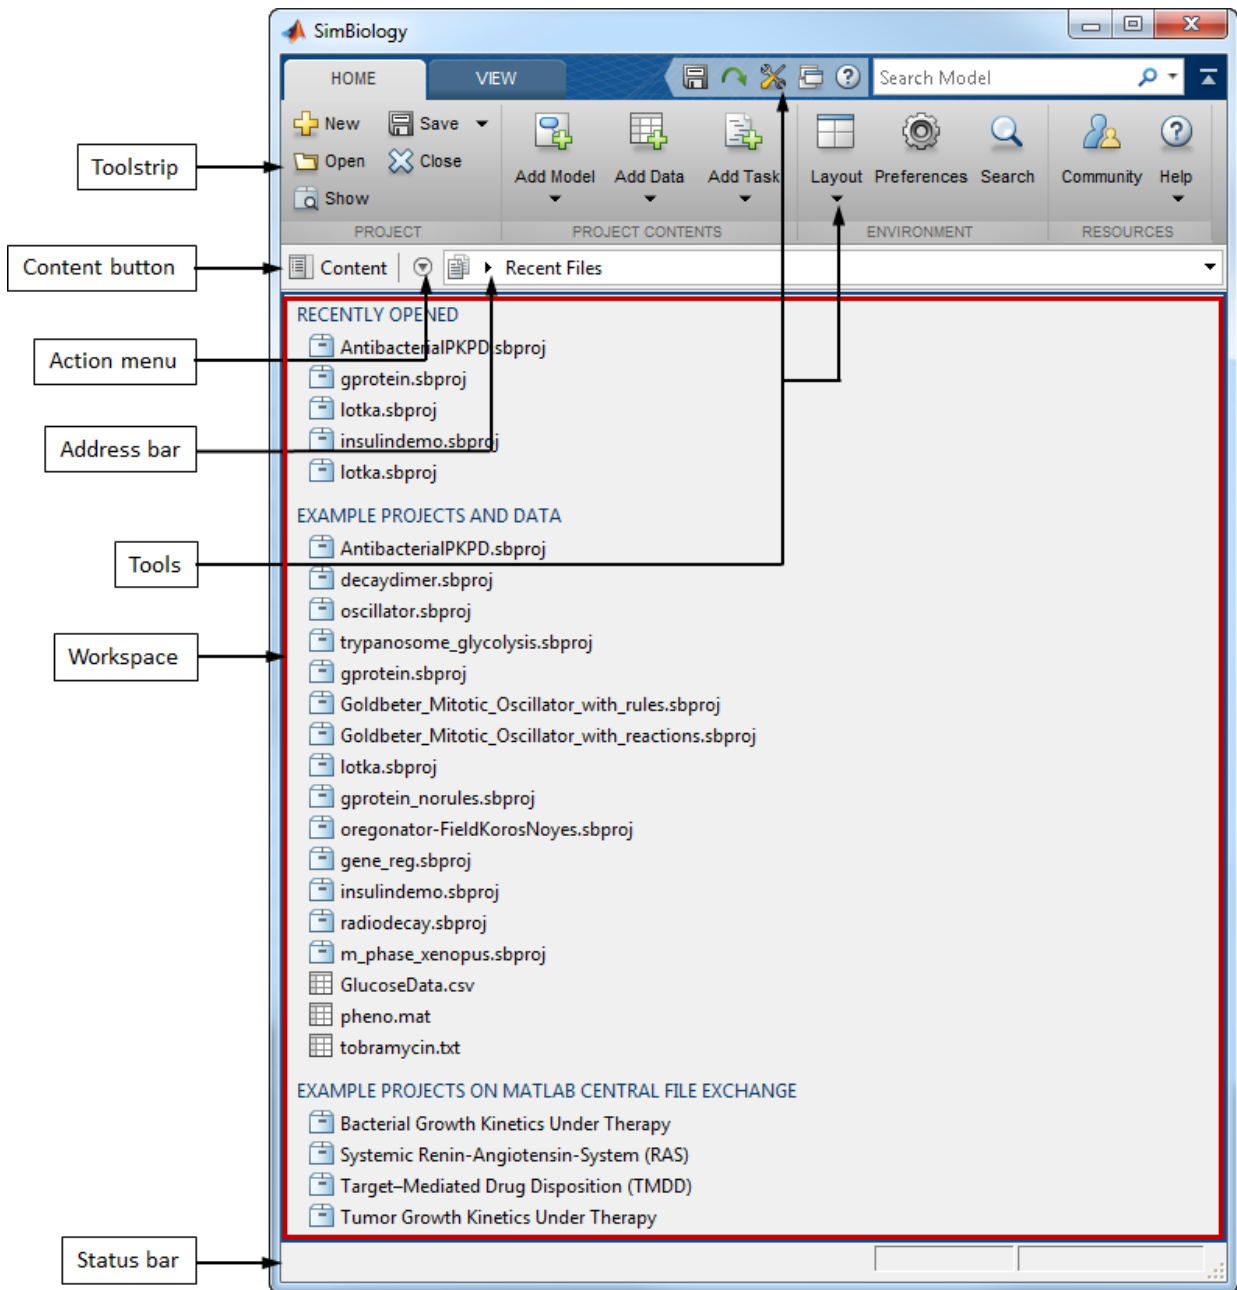 SimBiology
HOME VIEW Search Model
New Save
Open Close
Show
Add Model Add Data Add Task Layout Preferences Search Community Help
PROJECT PROJECT CONTENTS ENVIRONMENT RESOURCES
Toolstrip
Content button
Content Recent Files
RECENTLY OPENED
AntibacterialPKPD.sbproj
Action menu
gprotein.sbproj
lotka.sbproj
Address bar
insulindemo.sbproj
lotka.sbproj
EXAMPLE PROJECTS AND DATA
AntibacterialPKPD.sbproj
Tools
decaydimer.sbproj
oscillator.sbproj
trypanosome_glycolysis.sbproj
Workspace
gprotein.sbproj
Goldbeter_Mitotic_Oscillator_with_rules.sbproj
Goldbeter_Mitotic_Oscillator_with_reactions.sbproj
lotka.sbproj
gprotein_norules.sbproj
oregonator-FieldKorosNoyes.sbproj
gene_reg.sbproj
insulindemo.sbproj
radiodecay.sbproj
m_phase_xenopus.sbproj
GlucoseData.csv
pheno.mat
tobramycin.txt
EXAMPLE PROJECTS ON MATLAB CENTRAL FILE EXCHANGE
Bacterial Growth Kinetics Under Therapy
Systemic Renin-Angiotensin-System (RAS)
Target–Mediated Drug Disposition (TMDD)
Tumor Growth Kinetics Under Therapy
Status bar